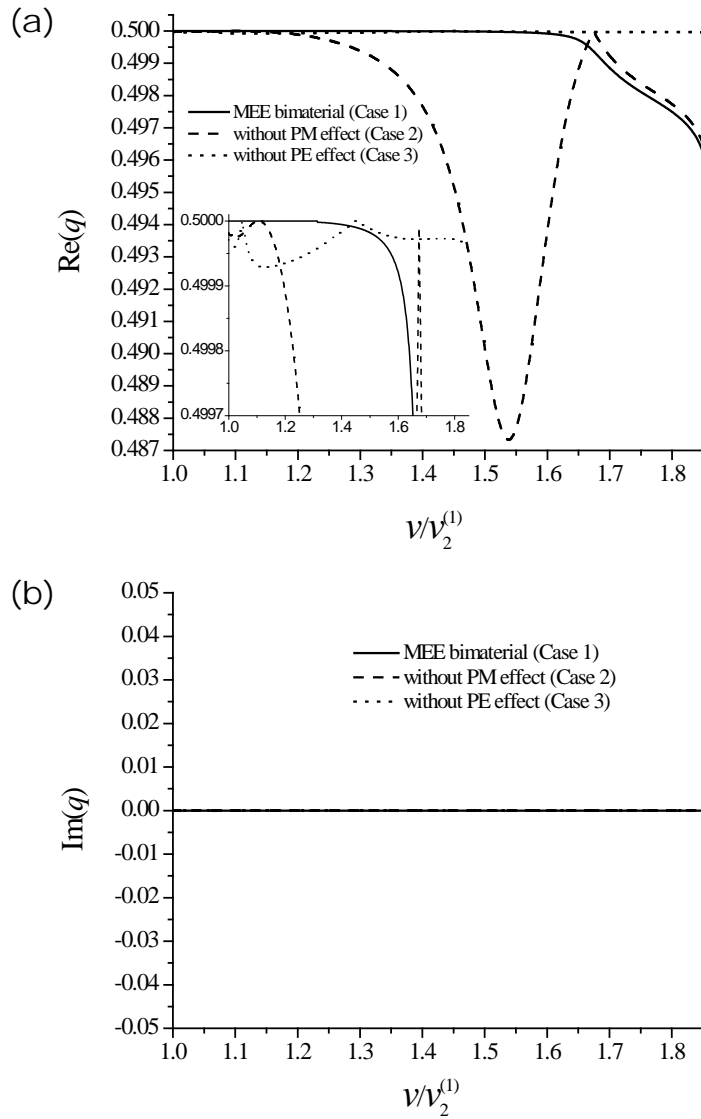 (a)
0.500
0.499
0.498
0.497
0.496
0.495
0.494
0.493
0.492
0.491
0.490
0.489
0.488
0.487
Re(q)
MEE bimaterial (Case 1)
without PM effect (Case 2)
without PE effect (Case 3)
0.5000
0.4999
0.4998
0.4997
1.0 1.2 1.4 1.6 1.8
1.0 1.1 1.2 1.3 1.4 1.5 1.6 1.7 1.8
v/v₂⁽¹⁾
(b)
0.05
0.04
0.03
0.02
0.01
0.00
-0.01
-0.02
-0.03
-0.04
-0.05
Im(q)
MEE bimaterial (Case 1)
without PM effect (Case 2)
without PE effect (Case 3)
1.0 1.1 1.2 1.3 1.4 1.5 1.6 1.7 1.8
v/v₂⁽¹⁾